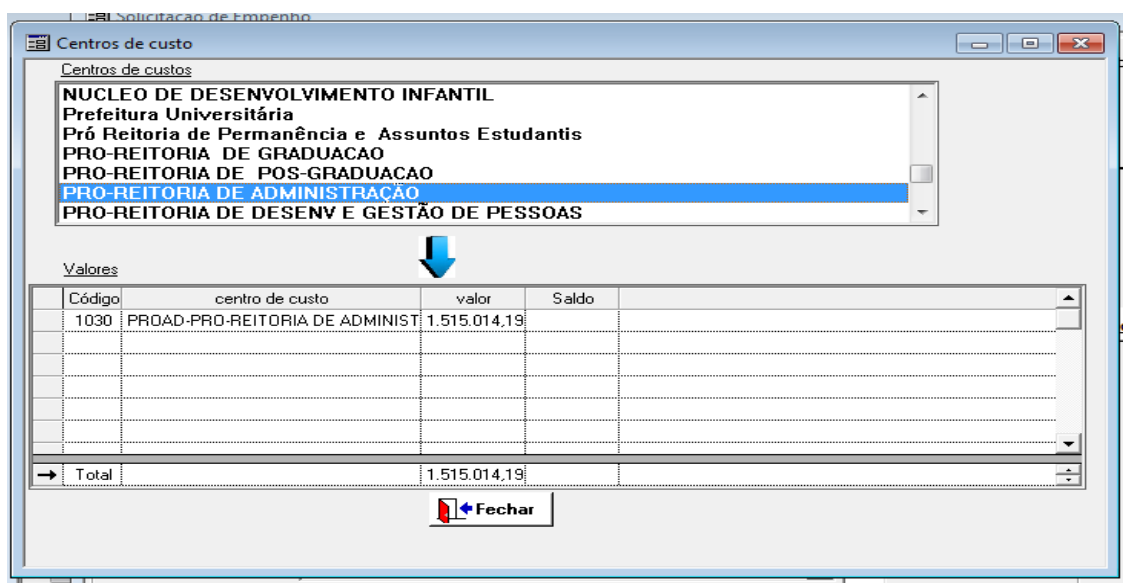 Solicitação de Empenho
Centros de custo
Centros de custos
NUCLEO DE DESENVOLVIMENTO INFANTIL
Prefeitura Universitária
Pró Reitoria de Permanência e Assuntos Estudantis
PRO-REITORIA DE GRADUACAO
PRO-REITORIA DE POS-GRADUAÇAO
PRO-REITORIA DE ADMINISTRAÇÃO
PRO-REITORIA DE DESENV E GESTÃO DE PESSOAS
Valores
Código centro de custo valor Saldo
1030 PROAD-PRO-REITORIA DE ADMINIST 1.515.014,19
Total 1.515.014,19
Fechar